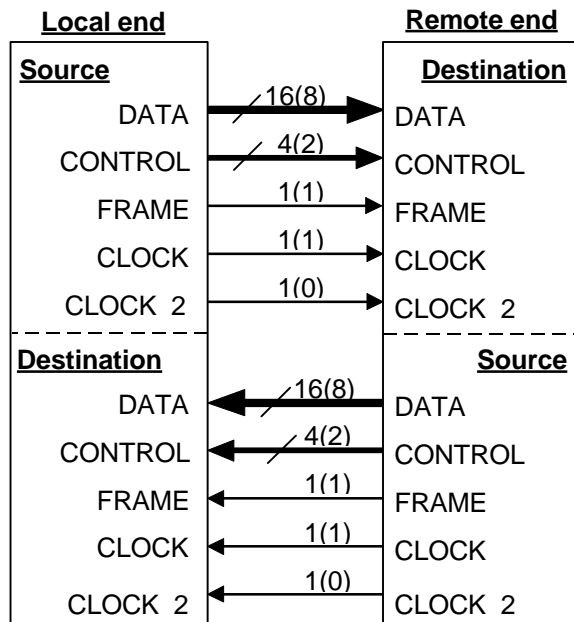 Local end Remote end
Source Destination
DATA 16(8) DATA
CONTROL 4(2) CONTROL
FRAME 1(1) FRAME
CLOCK 1(1) CLOCK
CLOCK 2 1(0) CLOCK 2
Destination Source
DATA 16(8) DATA
CONTROL 4(2) CONTROL
FRAME 1(1) FRAME
CLOCK 1(1) CLOCK
CLOCK 2 1(0) CLOCK 2